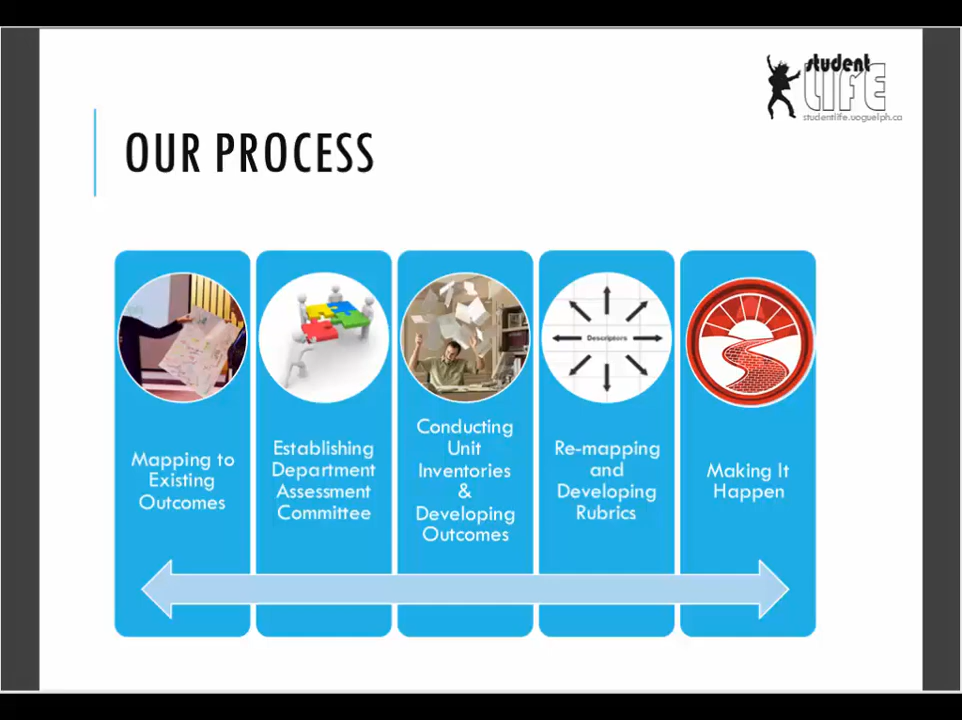 student
LIFE
studentlife.uoguelph.ca
OUR PROCESS
Mapping to
Existing
Outcomes
Establishing
Department
Assessment
Committee
Conducting
Unit
Inventories
&
Developing
Outcomes
Descriptors
Re-mapping
and
Developing
Rubrics
Making It
Happen